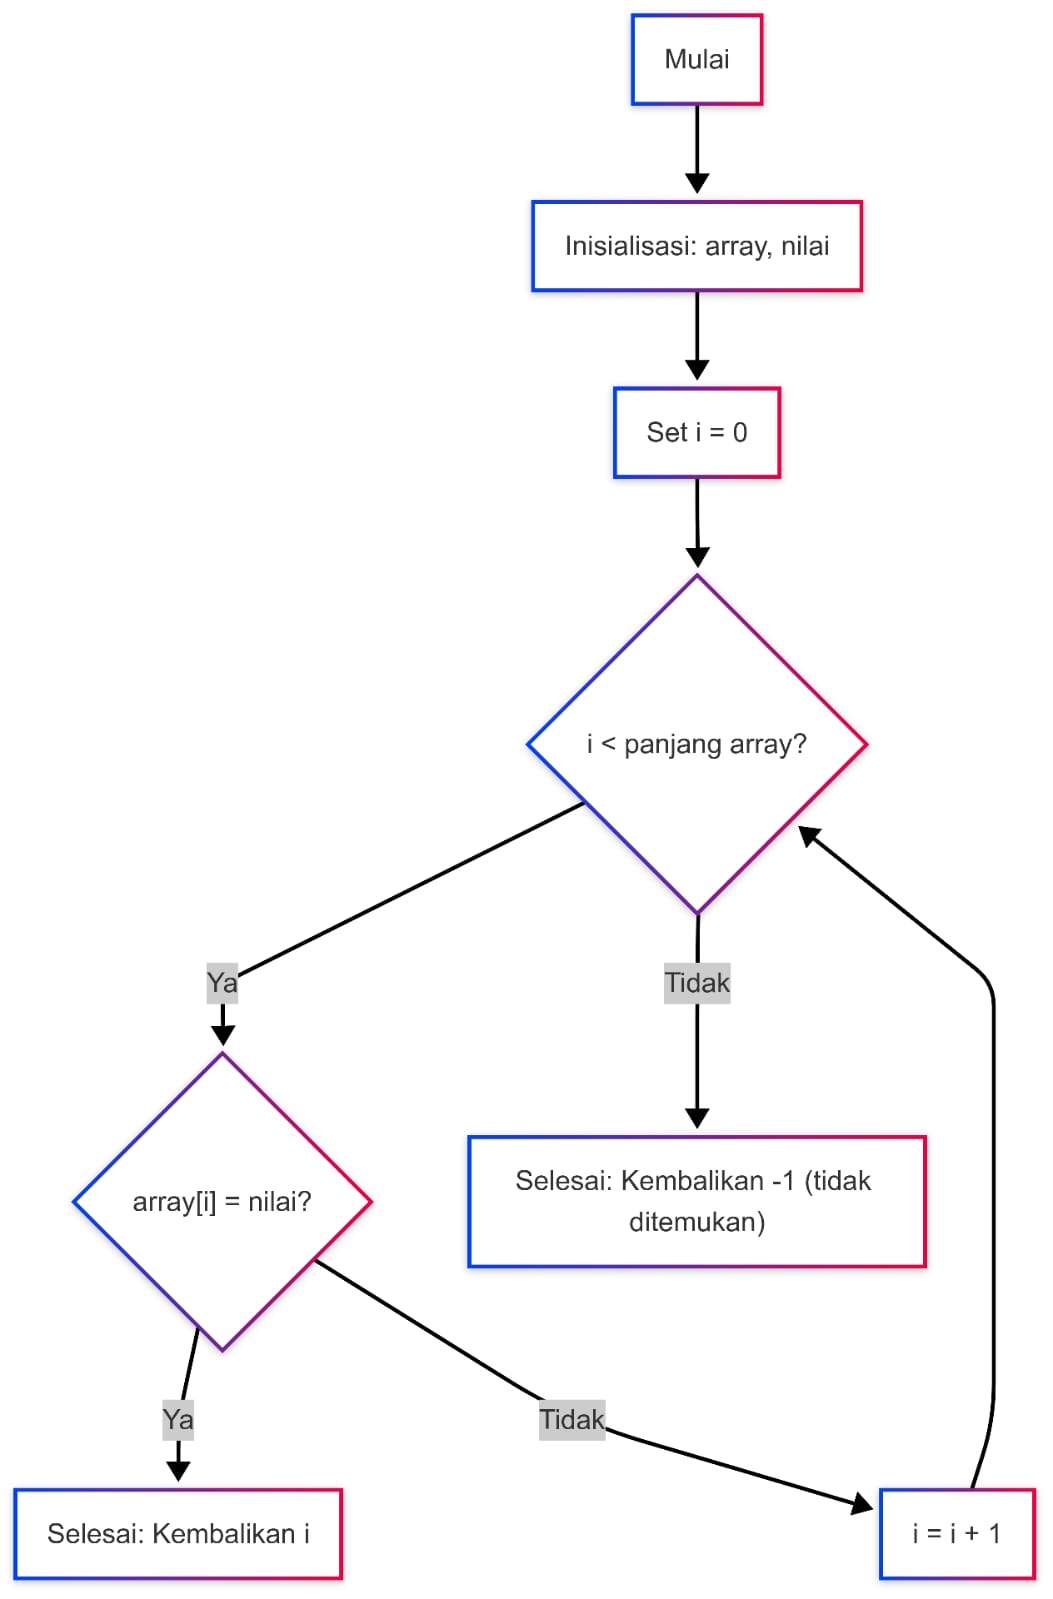 Mulai
Inisialisasi: array, nilai
Set i = 0
i < panjang array?
Ya
Tidak
array[i] = nilai?
Selesai: Kembalikan -1 (tidak
ditemukan)
Ya
Tidak
Selesai: Kembalikan i
i = i + 1